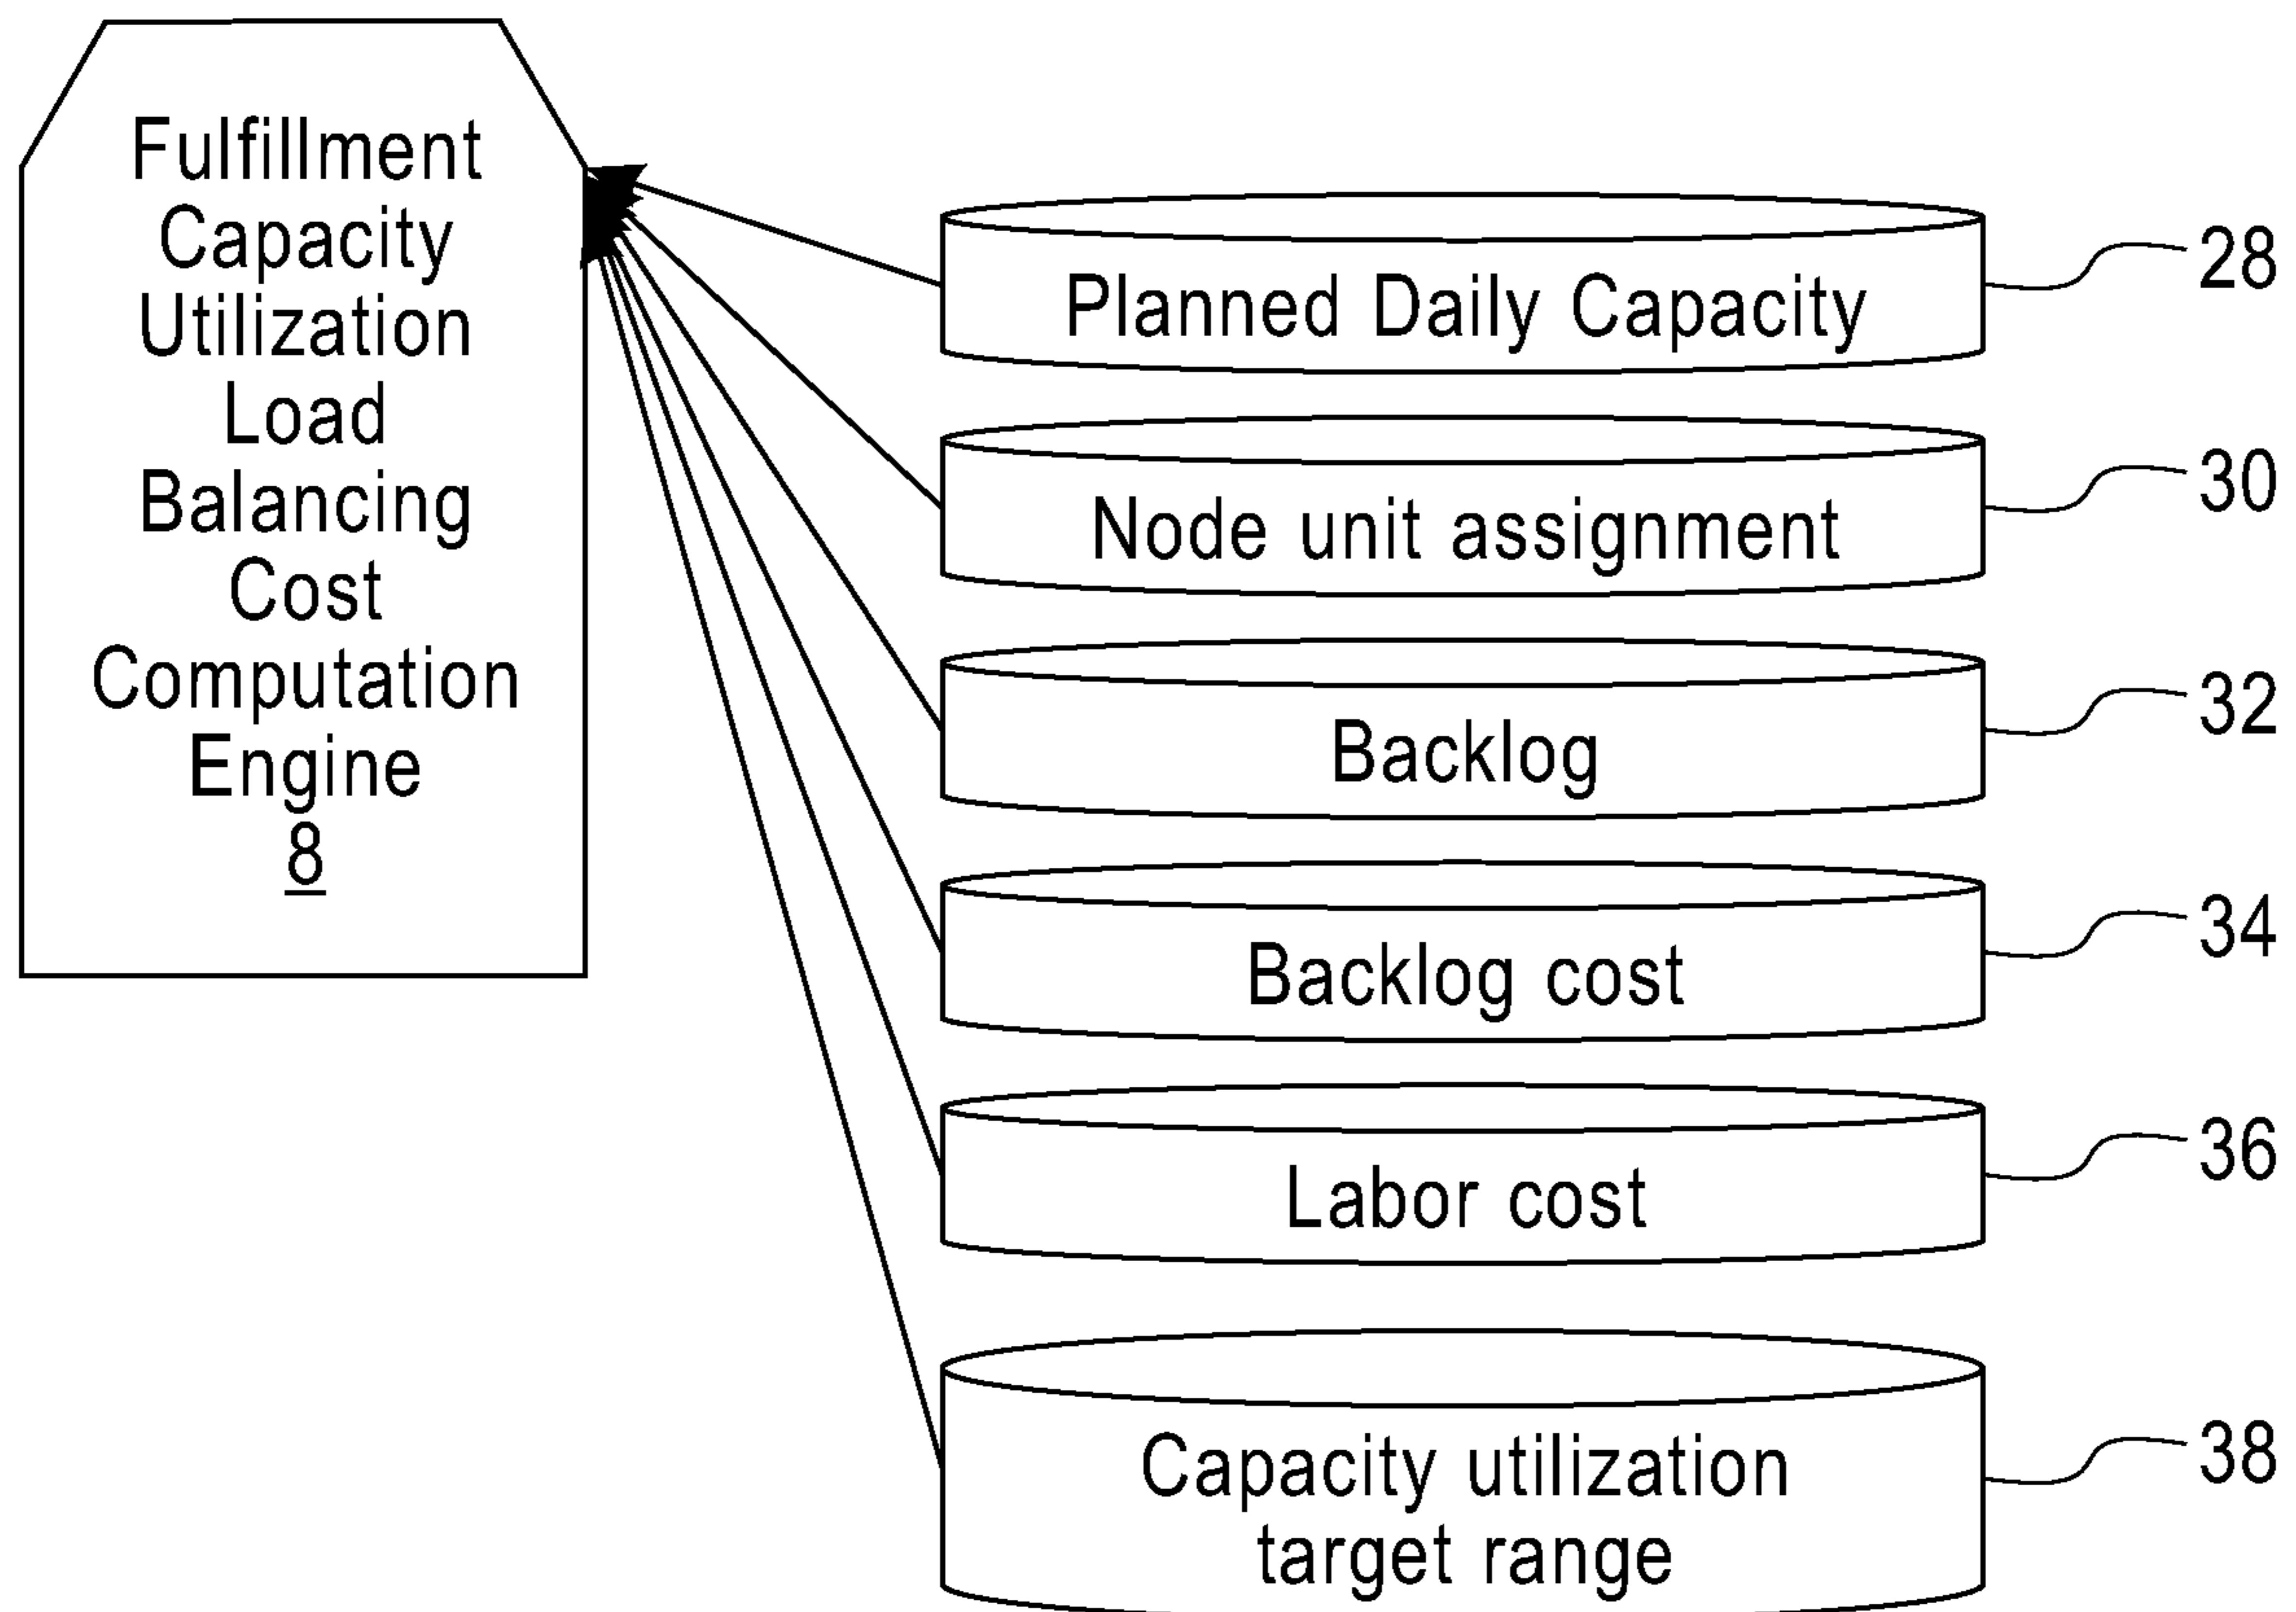 Fulfillment
Capacity
Utilization
Load
Balancing
Cost
Computation
Engine
8
Planned Daily Capacity
28
Node unit assignment
30
Backlog
32
Backlog cost
34
Labor cost
36
Capacity utilization
target range
38